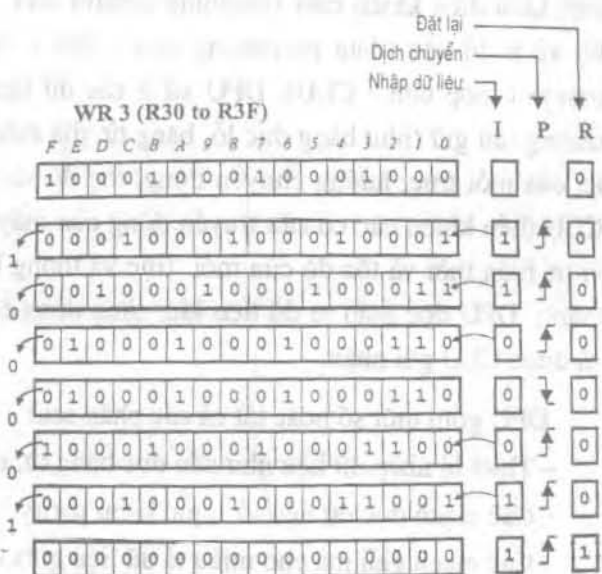 Đặt lại
Dịch chuyển
Nhập dữ liệu
WR 3 (R30 to R3F) I P R
F E D C B A 9 8 7 6 5 1 0
1 0 0 0 1 0 0 0 1 0 0 0 1 0 0 0 0
0 0 0 1 0 0 0 1 0 0 0 1 0 0 0 1 1 0
1
0 0 1 0 0 0 1 0 0 0 1 0 0 0 1 1 1 0
0 1 0 0 0 1 0 0 0 1 0 0 0 1 1 0 0 0
0
0 1 0 0 0 1 0 0 0 1 0 0 0 1 1 0 0 0
0
1 0 0 0 1 0 0 0 1 0 0 0 1 1 0 0 0 0
0
0 0 0 1 0 0 0 1 0 0 0 1 1 0 0 1 1 0
1
0 0 0 0 0 0 0 0 0 0 0 0 0 0 0 0 1 1